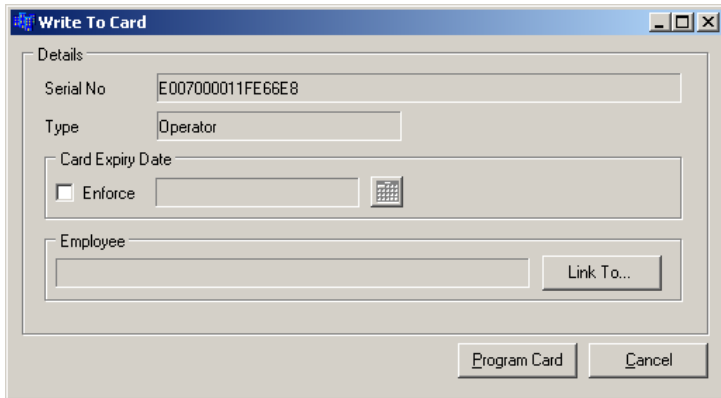 Write To Card
Details
Serial No E007000011FE66E8
Type Operator
Card Expiry Date
Enforce
Employee
Link To...
Program Card Cancel